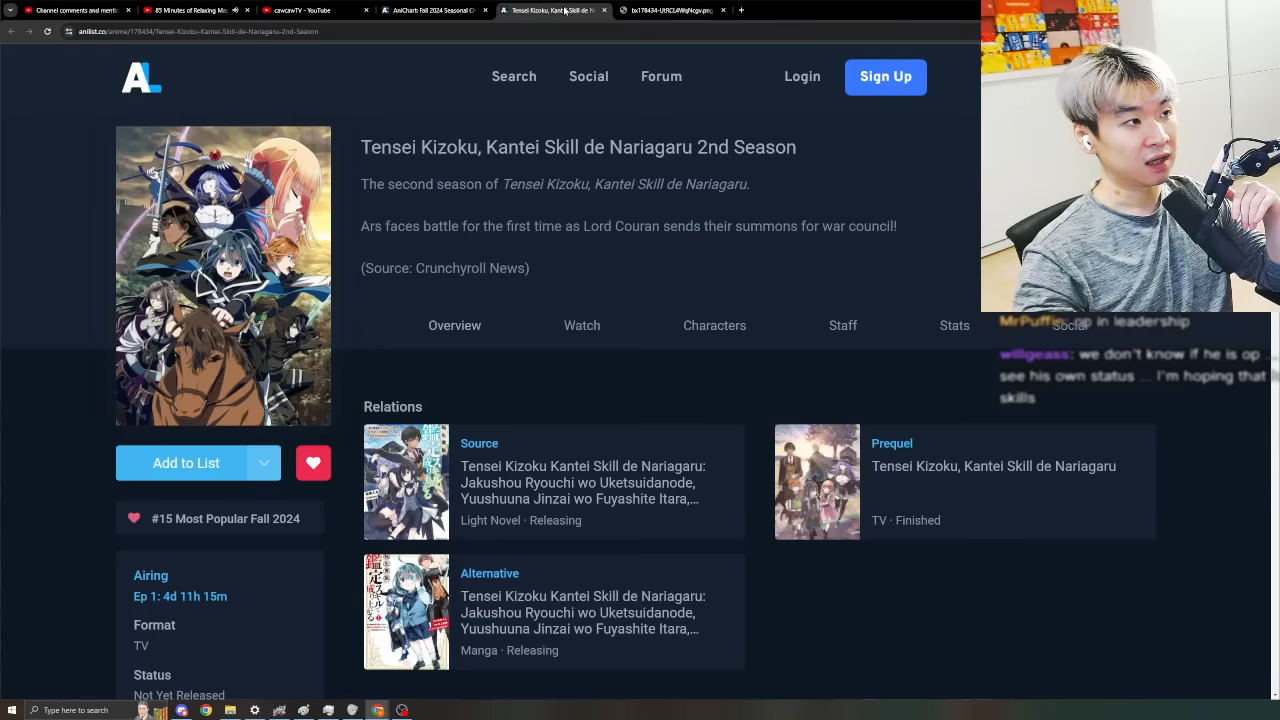 Channel comments and menti
85 Minutes of Relaxing Ma
cawcawTV - YouTube
AniChart: Fall 2024 Seasonal C
Tensei Kizoku, Kantei Skill de N
bx178434-UtRCL4WqNcgv.png
anilist.co/anime/178434/Tensei-Kizoku-Kantei-Skill-de-Nariagaru-2nd-Season
AL
Search
Social
Forum
Login
Sign Up
Tensei Kizoku, Kantei Skill de Nariagaru 2nd Season
The second season of Tensei Kizoku, Kantei Skill de Nariagaru.
Ars faces battle for the first time as Lord Couran sends their summons for war council!
(Source: Crunchyroll News)
Overview
Watch
Characters
Staff
Stats
Social
MrPuffin: op in leadership
willgeass: we don't know if he is op ...
see his own status ... I'm hoping that
skills
Relations
Source
Tensei Kizoku Kantei Skill de Nariagaru:
Jakushou Ryouchi wo Uketsuidanode,
Yuushuuna Jinzai wo Fuyashite Itara,...
Light Novel · Releasing
Prequel
Tensei Kizoku, Kantei Skill de Nariagaru
TV · Finished
Alternative
Tensei Kizoku Kantei Skill de Nariagaru:
Jakushou Ryouchi wo Uketsuidanode,
Yuushuuna Jinzai wo Fuyashite Itara,...
Manga · Releasing
Add to List
#15 Most Popular Fall 2024
Airing
Ep 1: 4d 11h 15m
Format
TV
Status
Not Yet Released
Type here to search